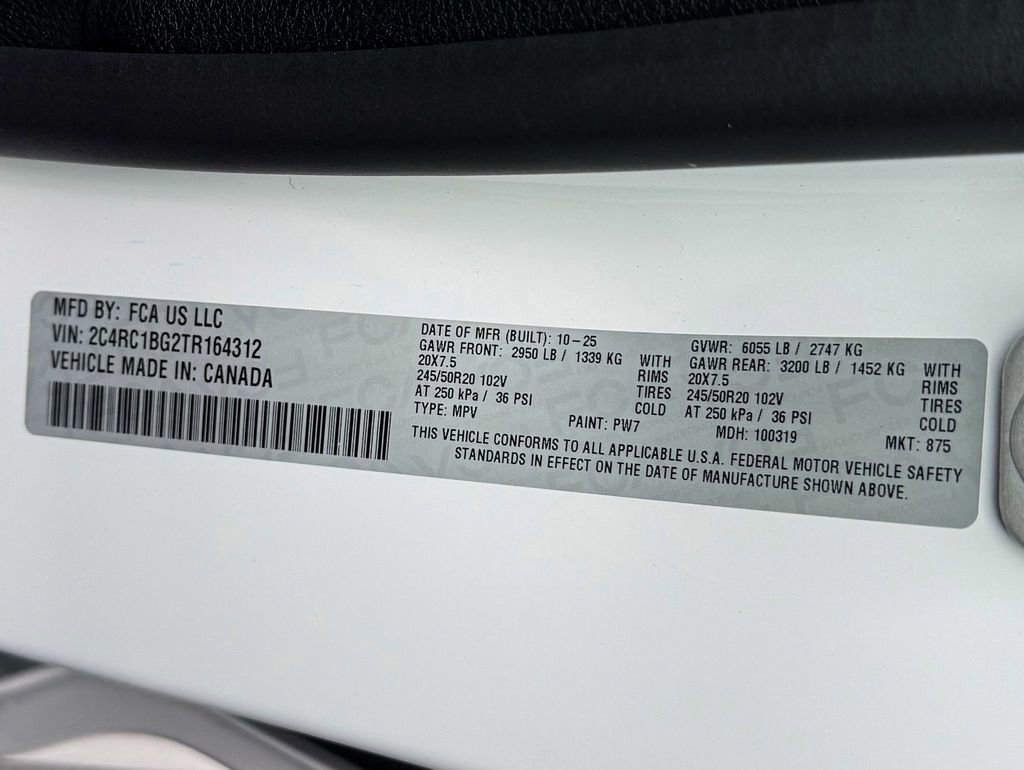 MFD BY: FCA US LLC
VIN: 2C4RC1BG2TR164312
VEHICLE MADE IN: CANADA
DATE OF MFR (BUILT): 10-25
GAWR FRONT: 2950 LB / 1339 KG WITH
20X7.5 RIMS
245/50R20 102V TIRES
AT 250 kPa / 36 PSI COLD
TYPE: MPV PAINT: PW7
GVWR: 6055 LB / 2747 KG
GAWR REAR: 3200 LB / 1452 KG WITH
20X7.5 RIMS
245/50R20 102V TIRES
AT 250 kPa / 36 PSI COLD
MDH: 100319 MKT: 875
THIS VEHICLE CONFORMS TO ALL APPLICABLE U.S.A. FEDERAL MOTOR VEHICLE SAFETY
STANDARDS IN EFFECT ON THE DATE OF MANUFACTURE SHOWN ABOVE.